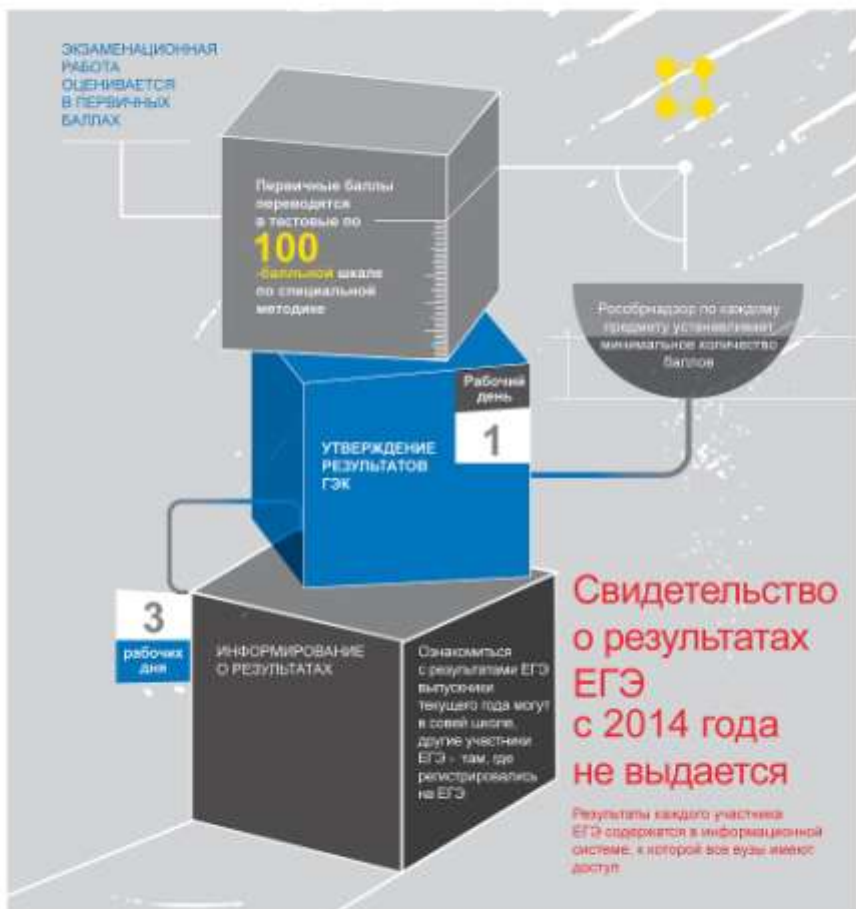 ЭКЗАМЕНАЦИОННАЯ
РАБОТА
ОЦЕНИВАЕТСЯ
В ПЕРВИЧНЫХ
БАЛЛАХ
Первичные баллы
переводятся
в тестовые по
100
-балльной шкале
по специальной
методике
Рособрнадзор по каждому
предмету устанавливает
минимальное количество
баллов
Рабочий
день
1
УТВЕРЖДЕНИЕ
РЕЗУЛЬТАТОВ
ГЭК
3
рабочих
дня
ИНФОРМИРОВАНИЕ
О РЕЗУЛЬТАТАХ
Ознакомиться
с результатами ЕГЭ
выпускники
текущего года могут
в совей школе,
другие участники
ЕГЭ - там, где
регистрировались
на ЕГЭ
Свидетельство
о результатах
ЕГЭ
с 2014 года
не выдается
Результаты каждого участника
ЕГЭ содержатся в информационной
системе, к которой все вузы имеют
доступ